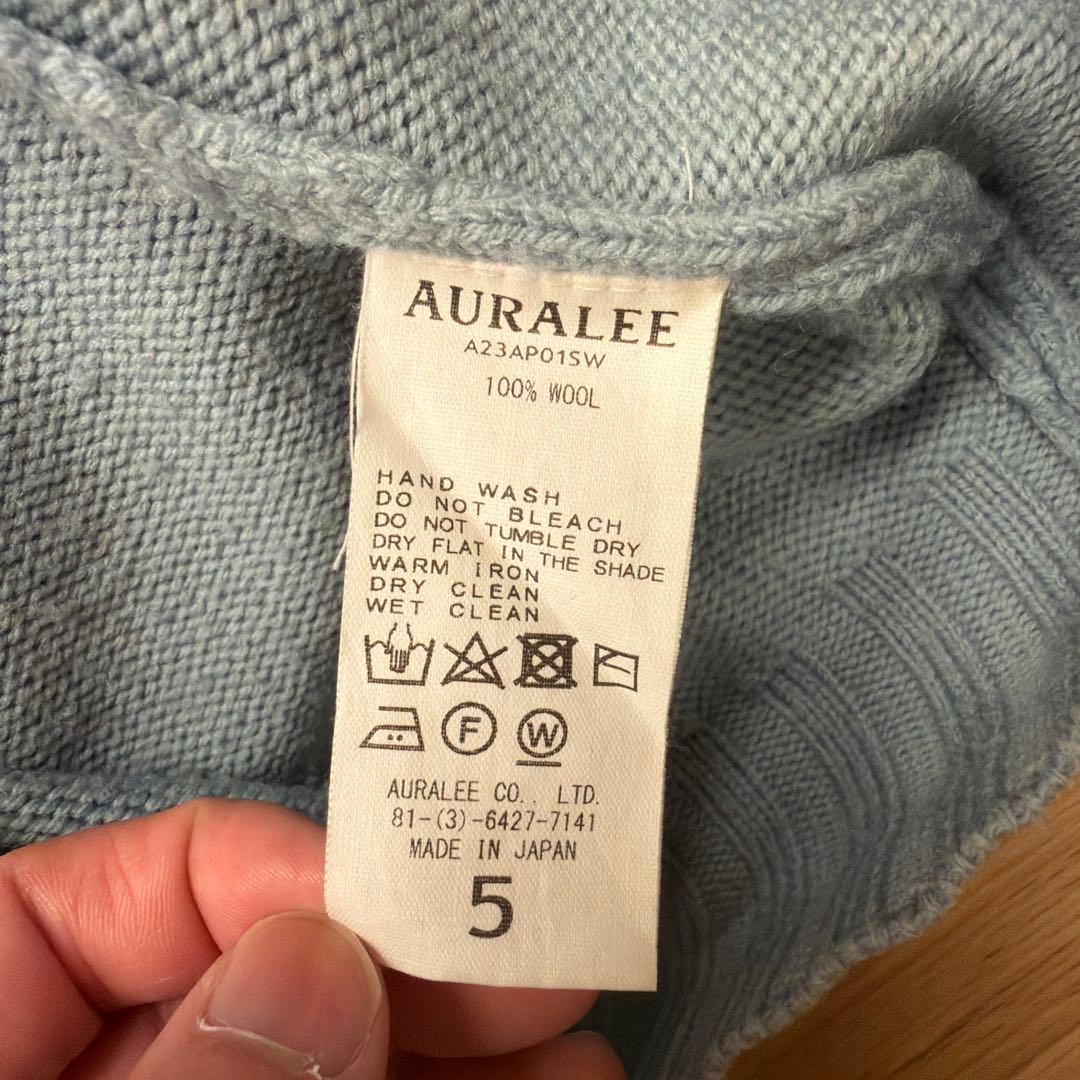 AURALEE
A23AP01SW
100% WOOL
HAND WASH
DO NOT BLEACH
DO NOT TUMBLE DRY
DRY FLAT IN THE SHADE
WARM IRON
DRY CLEAN
WET CLEAN
F W
AURALEE CO., LTD.
81-(3)-6427-7141
MADE IN JAPAN
5